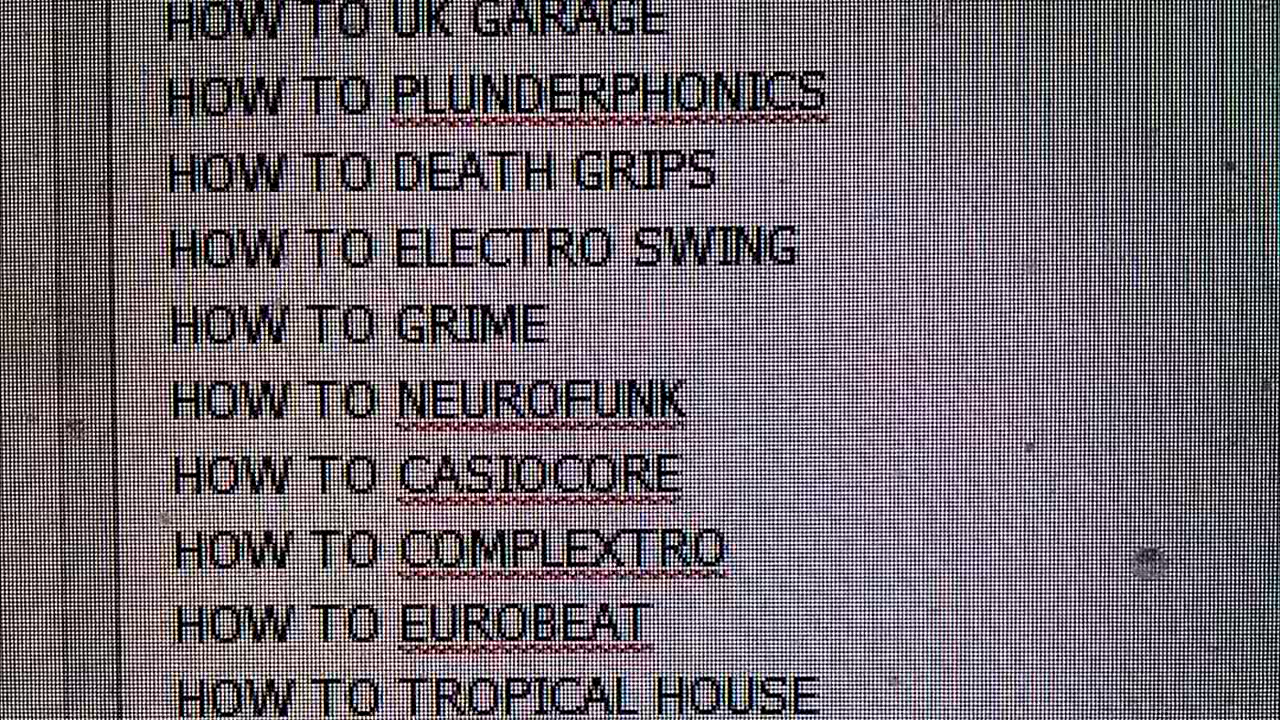 HOW TO UK GARAGE
HOW TO PLUNDERPHONICS
HOW TO DEATH GRIPS
HOW TO ELECTRO SWING
HOW TO GRIME
HOW TO NEUROFUNK
HOW TO CASIOCORE
HOW TO COMPLEXTRO
HOW TO EUROBEAT
HOW TO TROPICAL HOUSE